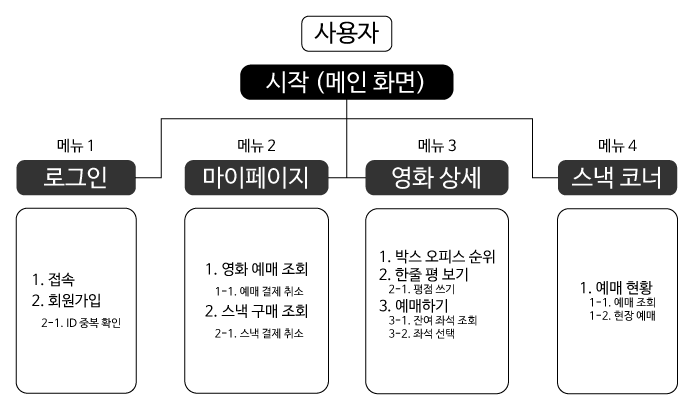 사용자
시작 (메인 화면)
메뉴 1
로그인
1. 접속
2. 회원가입
2-1. ID 중복 확인
메뉴 2
마이페이지
1. 영화 예매 조회
1-1. 예매 결제 취소
2. 스낵 구매 조회
2-1. 스낵 결제 취소
메뉴 3
영화 상세
1. 박스 오피스 순위
2. 한줄 평 보기
2-1. 평점 쓰기
3. 예매하기
3-1. 잔여 좌석 조회
3-2. 좌석 선택
메뉴 4
스낵 코너
1. 예매 현황
1-1. 예매 조회
1-2. 현장 예매